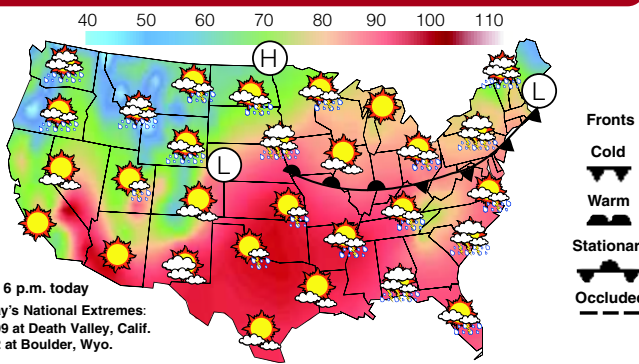 40 50 60 70 80 90 100 110
H
L
L
Fronts
Cold
Warm
Stationar
Occluded
6 p.m. today
y's National Extremes:
9 at Death Valley, Calif.
at Boulder, Wyo.